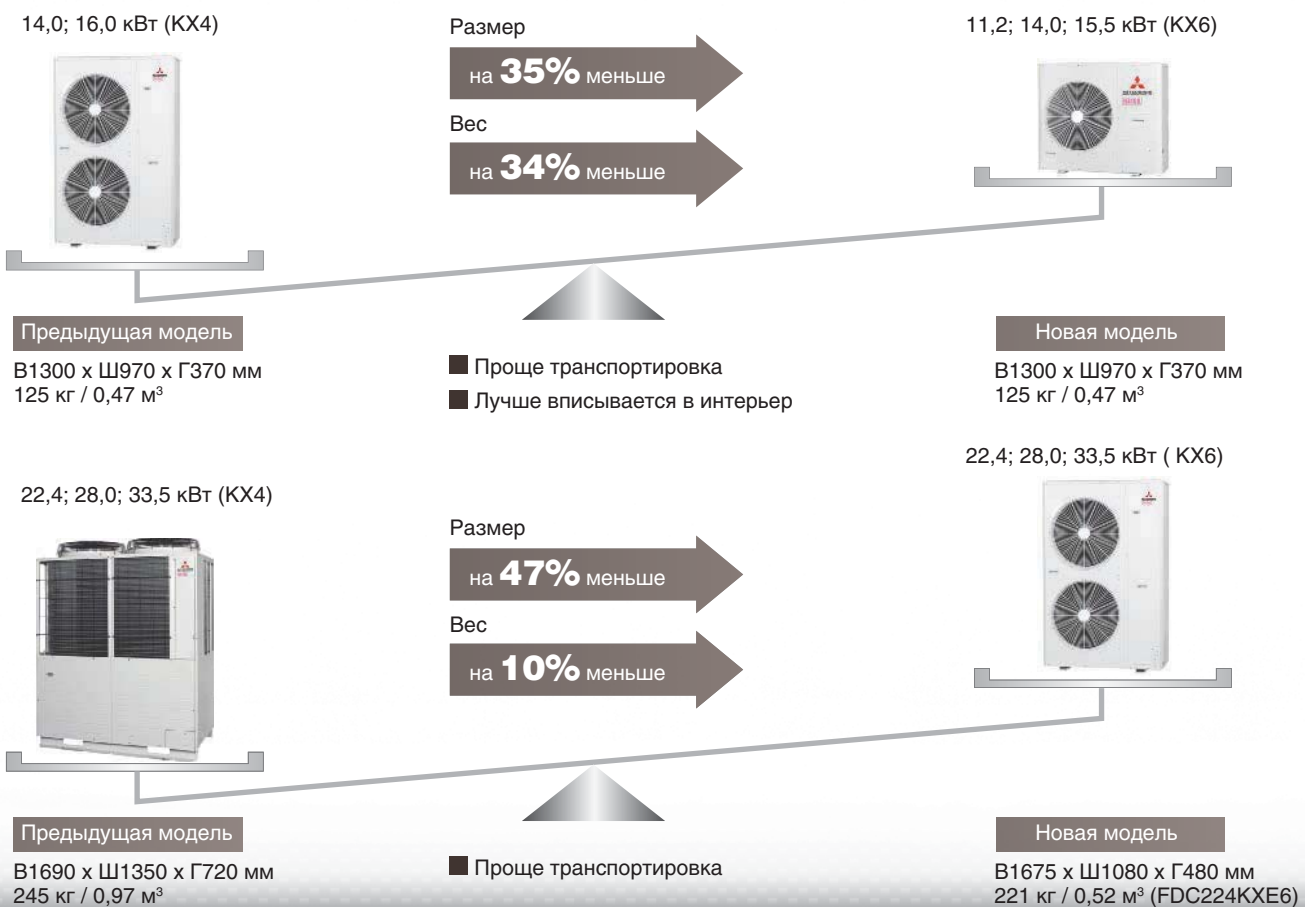 14,0; 16,0 кВт (KX4)
Размер
на 35% меньше
Вес
на 34% меньше
11,2; 14,0; 15,5 кВт (KX6)
Предыдущая модель
В1300 x Ш970 x Г370 мм
125 кг / 0,47 м³
Проще транспортировка
Лучше вписывается в интерьер
Новая модель
В1300 x Ш970 x Г370 мм
125 кг / 0,47 м³
22,4; 28,0; 33,5 кВт (KX4)
Размер
на 47% меньше
Вес
на 10% меньше
22,4; 28,0; 33,5 кВт ( KX6)
Предыдущая модель
В1690 x Ш1350 x Г720 мм
245 кг / 0,97 м³
Проще транспортировка
Новая модель
В1675 x Ш1080 x Г480 мм
221 кг / 0,52 м³ (FDC224KXE6)